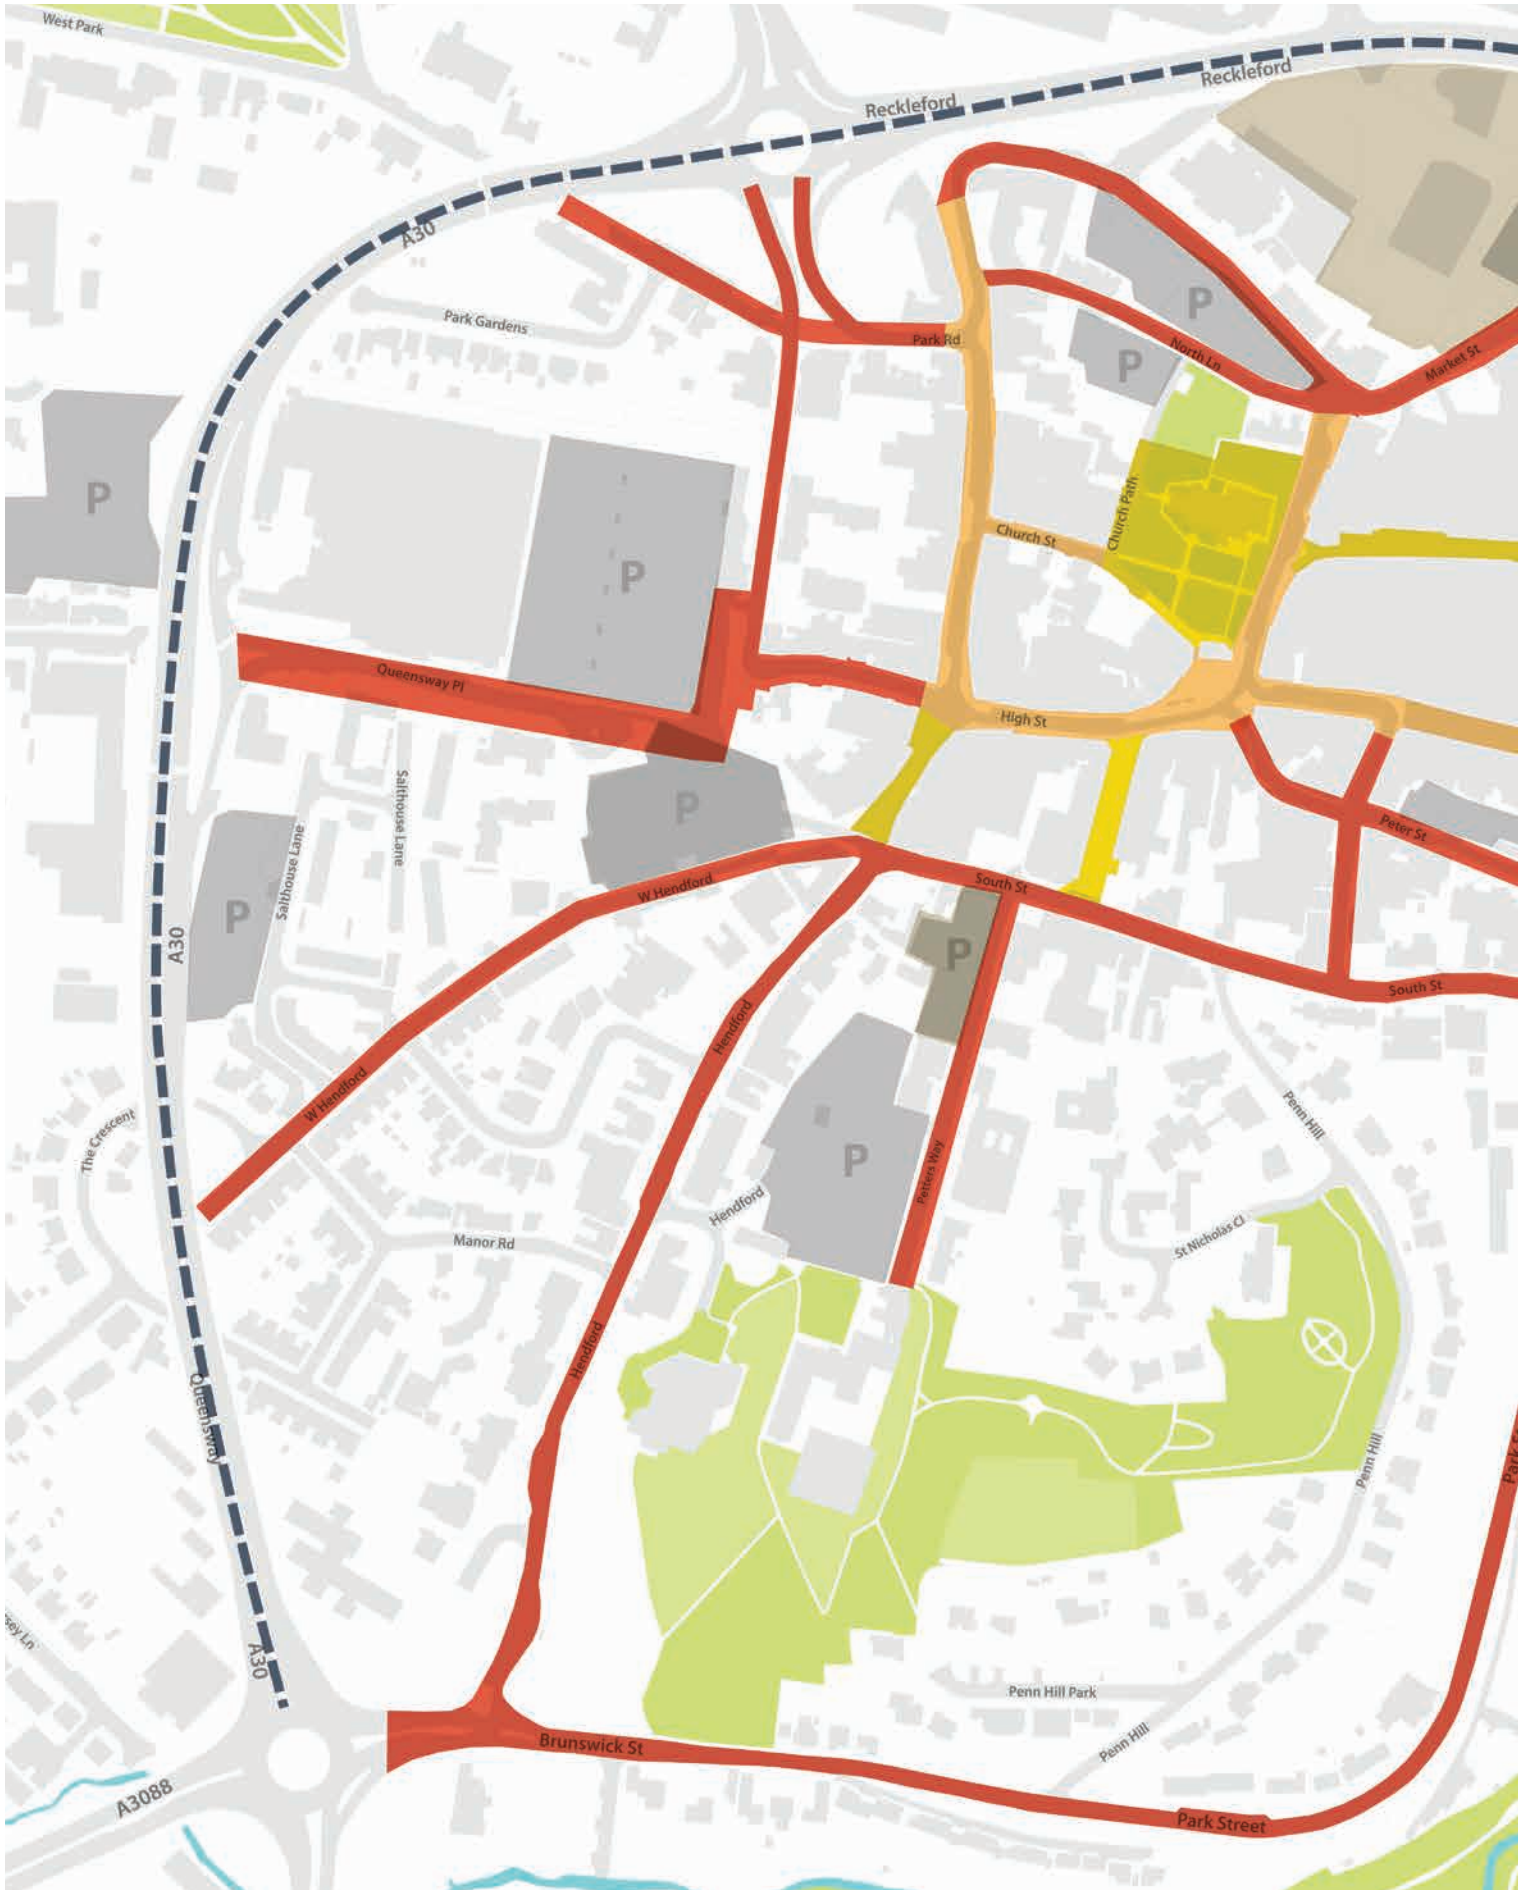 West Park
Reckleford
Reckleford
A30
P
Park Gardens
Park Rd
P
North Ln
Market St
P
P
Church Path
Church St
P
Queensway Pl
High St
Salthouse Lane
P
Peter St
Salthouse Lane
W Hendford
South St
P
A30
P
South St
Hendford
W Hendford
The Crescent
Penn Hill
P
Petters Way
Hendford
Manor Rd
St Nicholas Cl
Hendford
Queensway
Penn Hill
A30
Penn Hill Park
Brunswick St
Penn Hill
A3088
Park Street